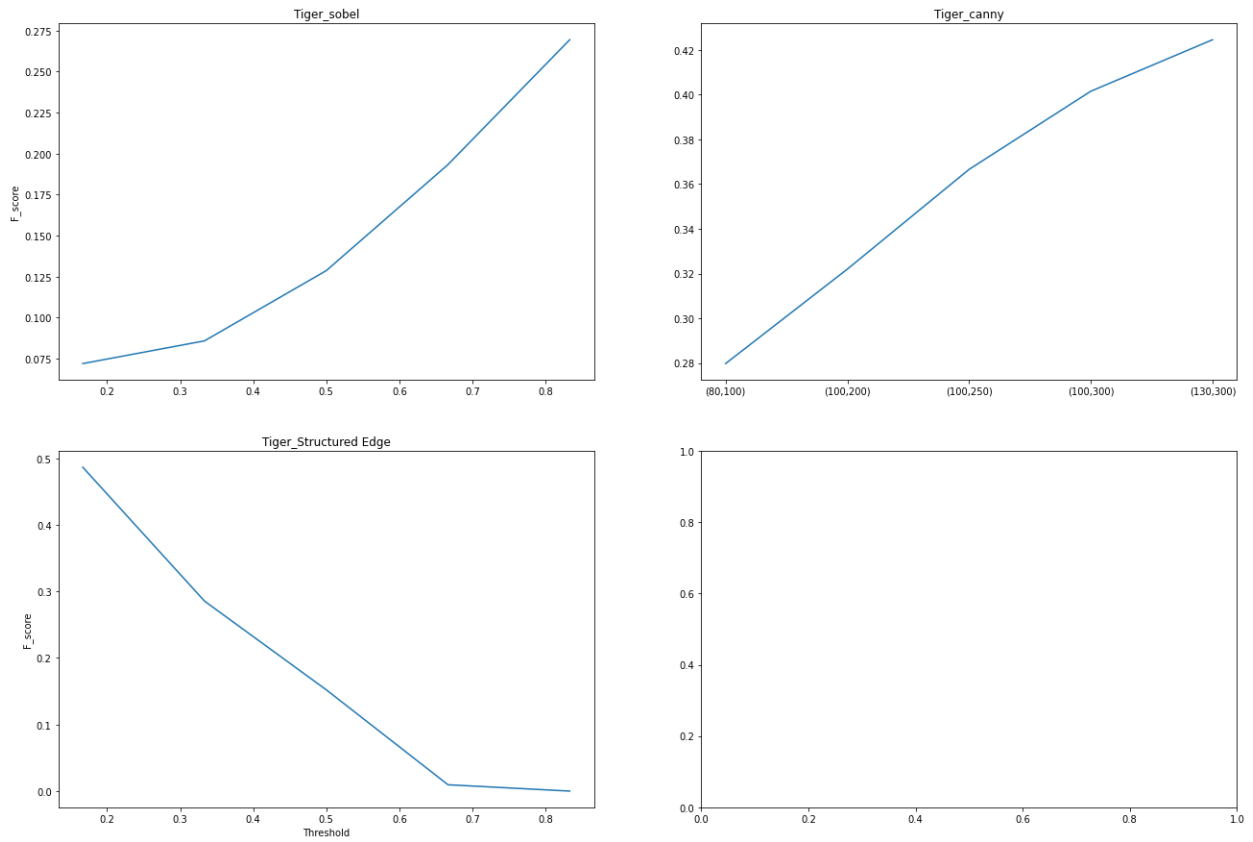 Tiger_sobel
0.275
0.250
0.225
0.200
0.175
0.150
0.125
0.100
0.075
F_score
0.2 0.3 0.4 0.5 0.6 0.7 0.8
Tiger_canny
0.42
0.40
0.38
0.36
0.34
0.32
0.30
0.28
(80,100) (100,200) (100,250) (100,300) (130,300)
Tiger_Structured Edge
0.5
0.4
0.3
0.2
0.1
0.0
F_score
0.2 0.3 0.4 0.5 0.6 0.7 0.8
Threshold
1.0
0.8
0.6
0.4
0.2
0.0
0.0 0.2 0.4 0.6 0.8 1.0